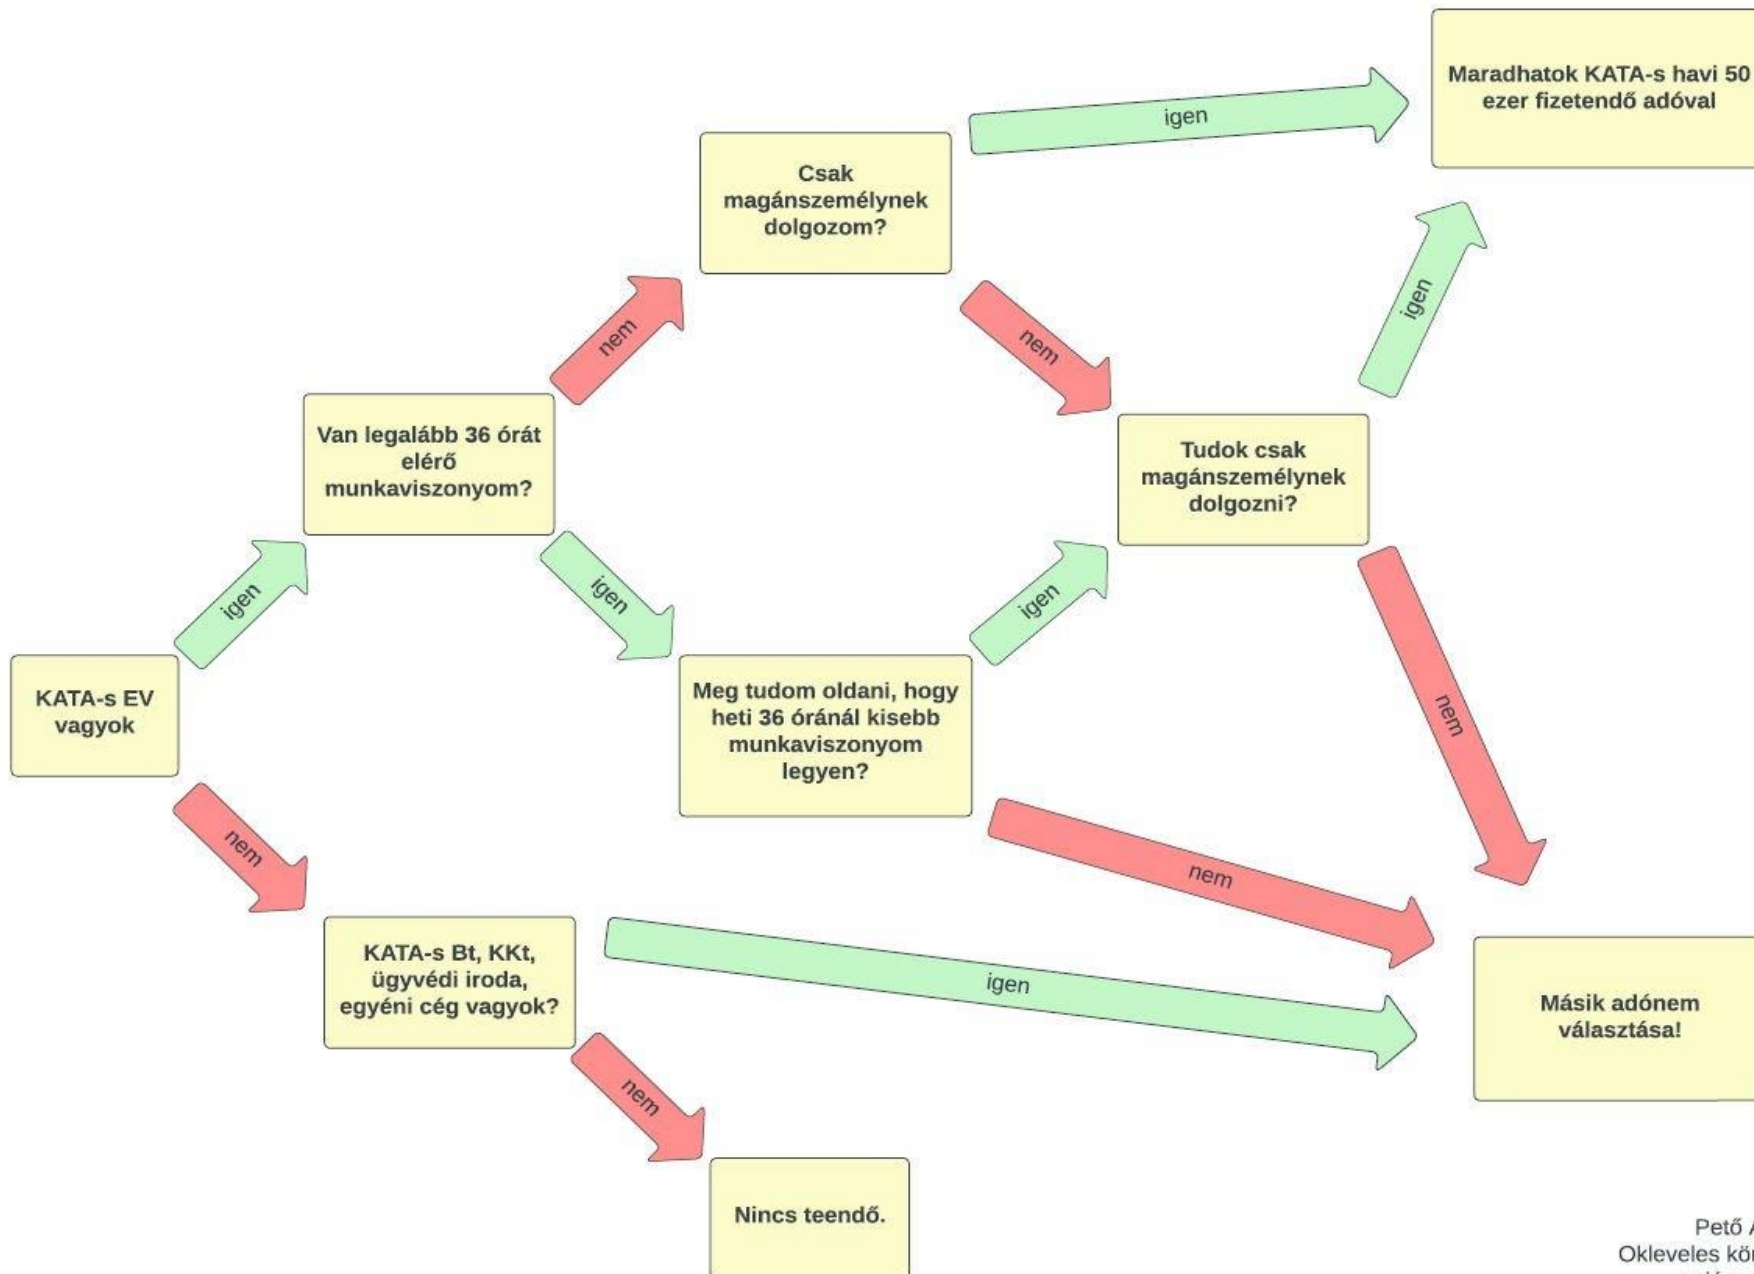 Maradhatok KATA-s havi 50
ezer fizetendő adóval
igen
Csak
magánszemélynek
dolgozom?
igen
nem
nem
Van legalább 36 órát
elérő
munkaviszonyom?
Tudok csak
magánszemélynek
dolgozni?
igen
igen
igen
KATA-s EV
vagyok
Meg tudom oldani, hogy
heti 36 óránál kisebb
munkaviszonyom
legyen?
nem
nem
nem
KATA-s Bt, KKt,
ügyvédi iroda,
egyéni cég vagyok?
igen
Másik adónem
választása!
nem
Nincs teendő.
Pető
Okleveles